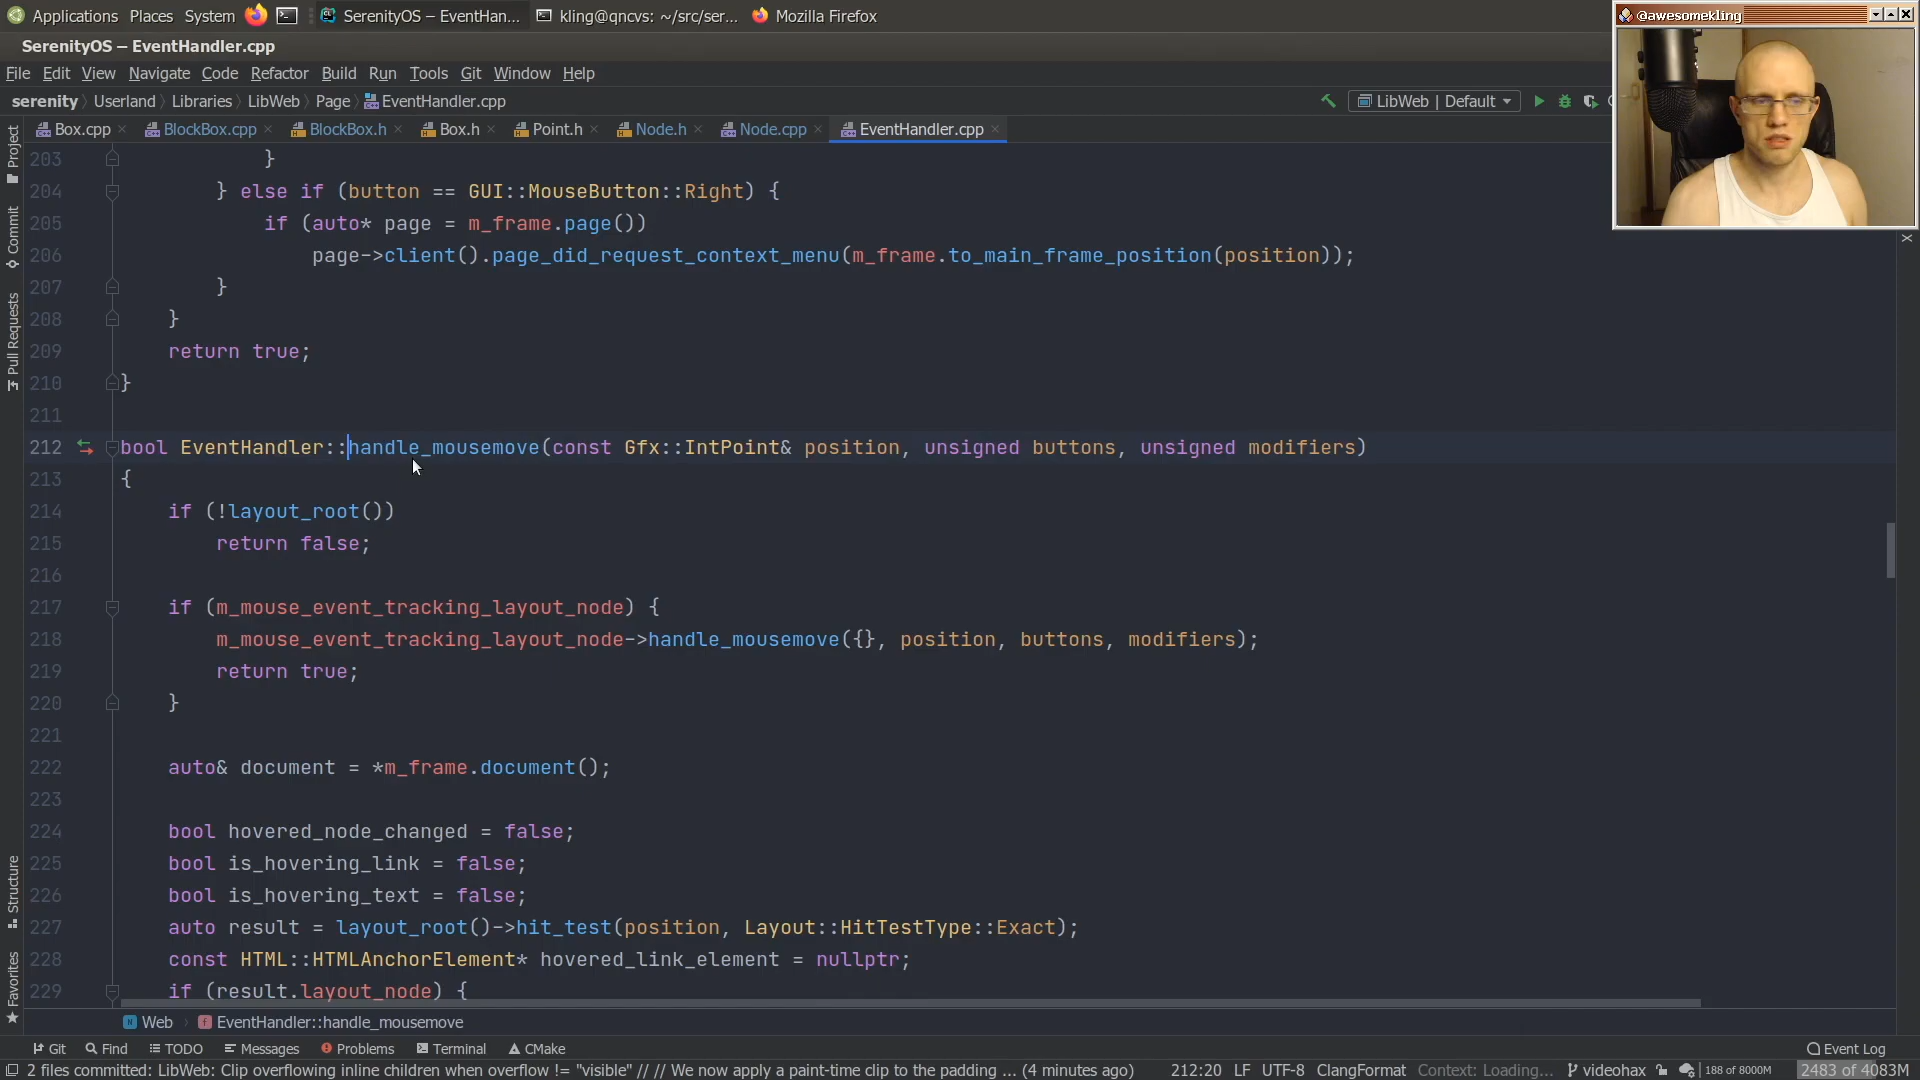 Applications Places System SerenityOS – EventHan... kling@qncvs: ~/src/ser... Mozilla Firefox
@awesomekling
SerenityOS – EventHandler.cpp
File Edit View Navigate Code Refactor Build Run Tools Git Window Help
serenity Userland Libraries LibWeb Page EventHandler.cpp LibWeb | Default
Box.cpp BlockBox.cpp BlockBox.h Box.h Point.h Node.h Node.cpp EventHandler.cpp
Project
Commit
Pull Requests
Structure
Favorites
203 }
204 } else if (button == GUI::MouseButton::Right) {
205 if (auto* page = m_frame.page())
206 page->client().page_did_request_context_menu(m_frame.to_main_frame_position(position));
207 }
208 }
209 return true;
210 }
211
212 bool EventHandler::handle_mousemove(const Gfx::IntPoint& position, unsigned buttons, unsigned modifiers)
213 {
214 if (!layout_root())
215 return false;
216
217 if (m_mouse_event_tracking_layout_node) {
218 m_mouse_event_tracking_layout_node->handle_mousemove({}, position, buttons, modifiers);
219 return true;
220 }
221
222 auto& document = *m_frame.document();
223
224 bool hovered_node_changed = false;
225 bool is_hovering_link = false;
226 bool is_hovering_text = false;
227 auto result = layout_root()->hit_test(position, Layout::HitTestType::Exact);
228 const HTML::HTMLAnchorElement* hovered_link_element = nullptr;
229 if (result.layout_node) {
Web EventHandler::handle_mousemove
Git Find TODO Messages Problems Terminal CMake Event Log
2 files committed: LibWeb: Clip overflowing inline children when overflow != "visible" // // We now apply a paint-time clip to the padding ... (4 minutes ago) 212:20 LF UTF-8 ClangFormat Context: Loading... videohax 188 of 8000M 2483 of 4083M